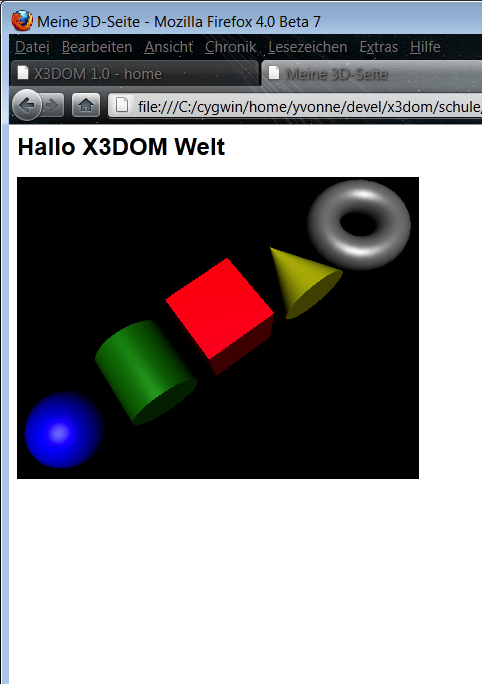 Meine 3D-Seite - Mozilla Firefox 4.0 Beta 7
Datei Bearbeiten Ansicht Chronik Lesezeichen Extras Hilfe
X3DOM 1.0 - home Meine 3D-Seite
file:///C:/cygwin/home/yvonne/devel/x3dom/schule/
Hallo X3DOM Welt